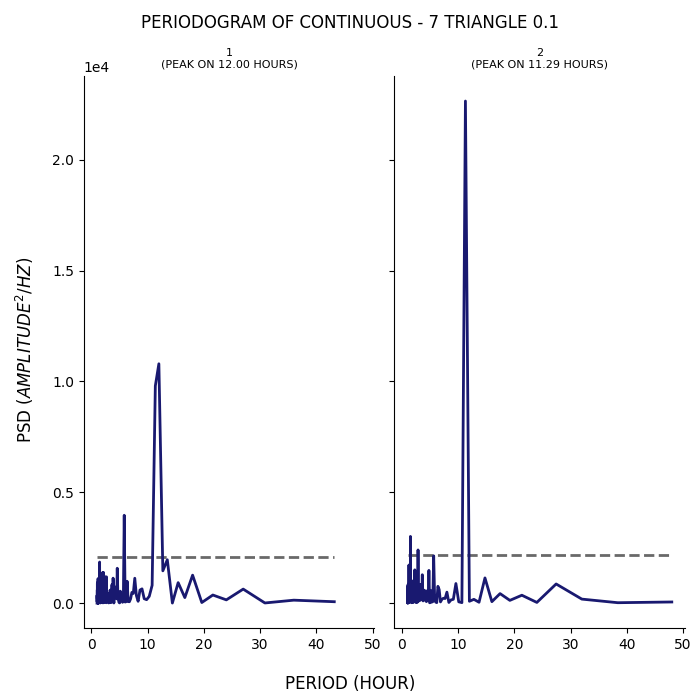 PERIODOGRAM OF CONTINUOUS - 7 TRIANGLE 0.1
1
(PEAK ON 12.00 HOURS)
2
(PEAK ON 11.29 HOURS)
1e4
2.0
1.5
1.0
0.5
0.0
PSD (AMPLITUDE²/HZ)
0 10 20 30 40 50
0 10 20 30 40 50
PERIOD (HOUR)